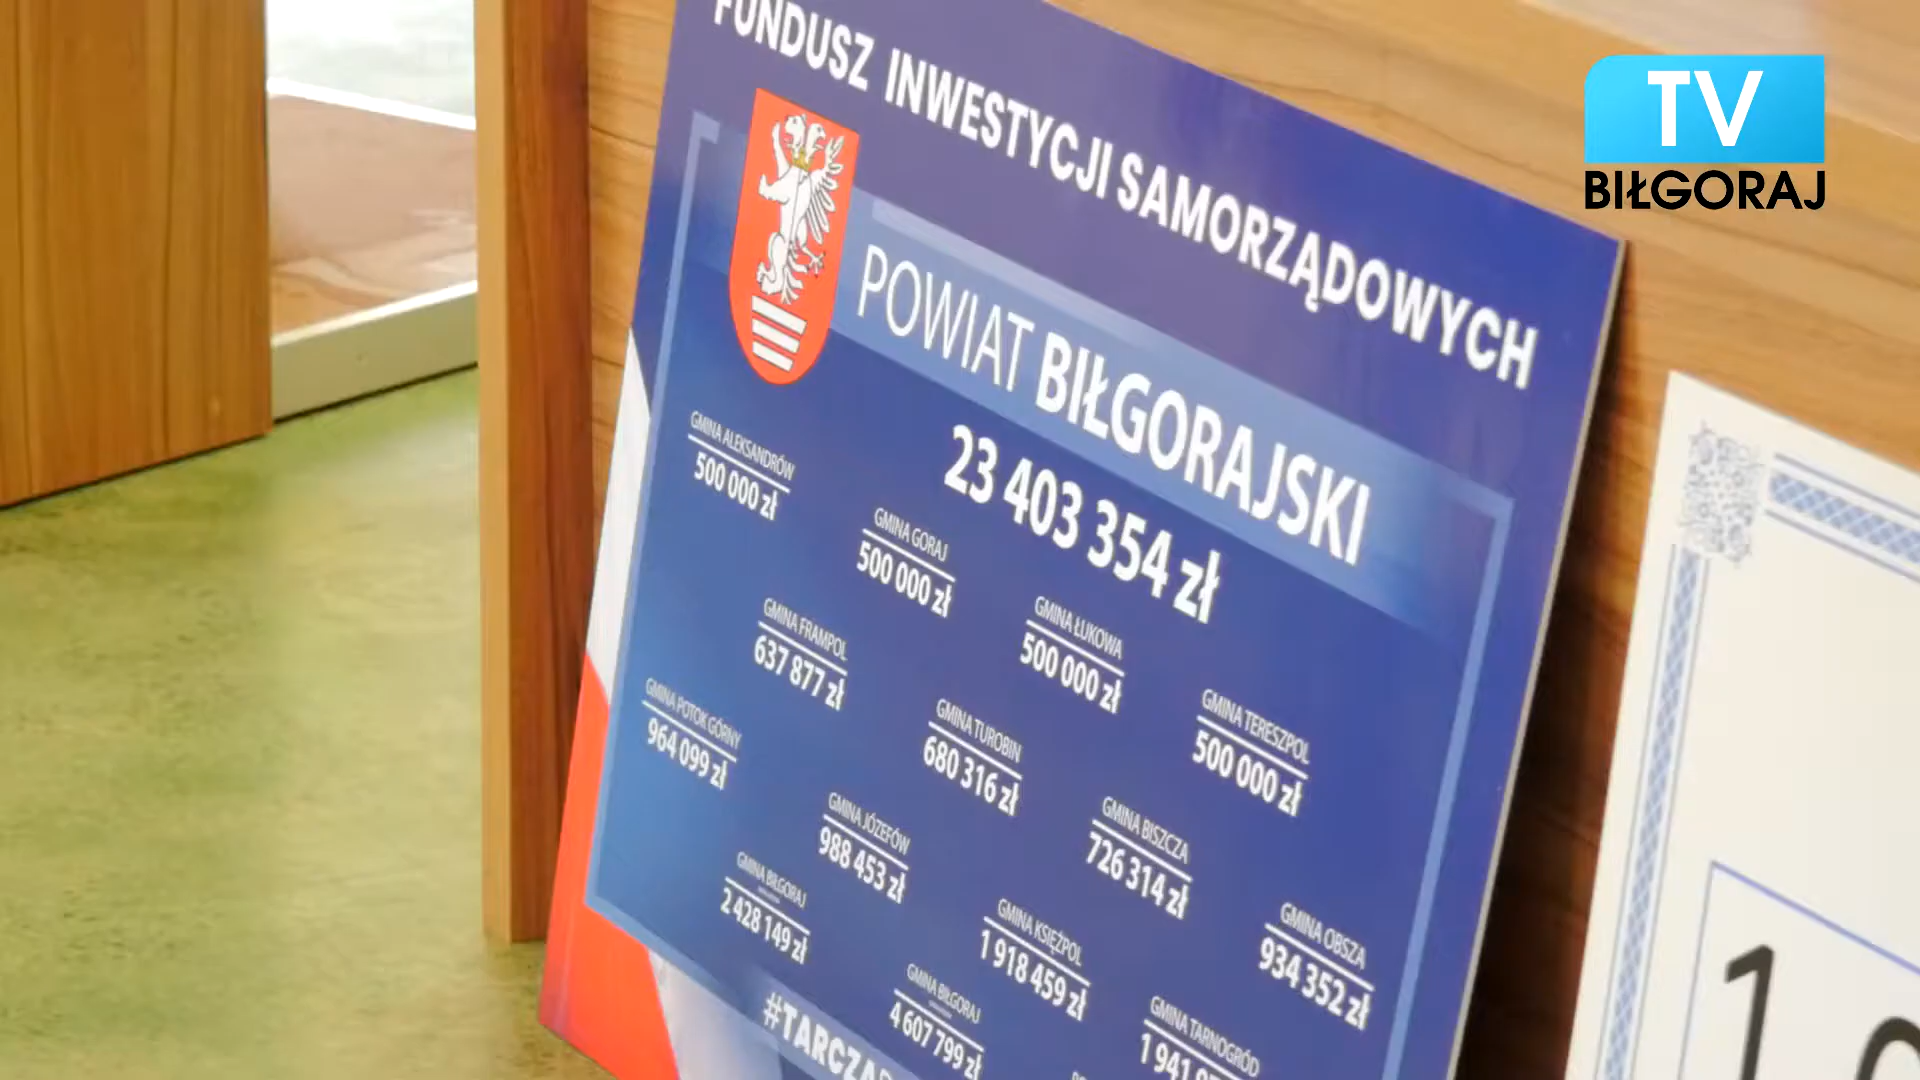 FUNDUSZ INWESTYCJI SAMORZĄDOWYCH
TV
BIŁGORAJ
POWIAT BIŁGORAJSKI
23 403 354 zł
GMINA ALEKSANDRÓW
500 000 zł
GMINA GORAJ
500 000 zł
GMINA ŁUKOWA
500 000 zł
GMINA TERESZPOL
500 000 zł
GMINA FRAMPOL
637 877 zł
GMINA TUROBIN
680 316 zł
GMINA BISZCZA
726 314 zł
GMINA OBSZA
934 352 zł
GMINA POTOK GÓRNY
964 099 zł
GMINA JÓZEFÓW
988 453 zł
GMINA KSIĘŻPOL
1 918 459 zł
GMINA TARNOGRÓD
1 941
GMINA BIŁGORAJ
2 428 149 zł
GMINA BIŁGORAJ
4 607 799 zł
#TARCZA